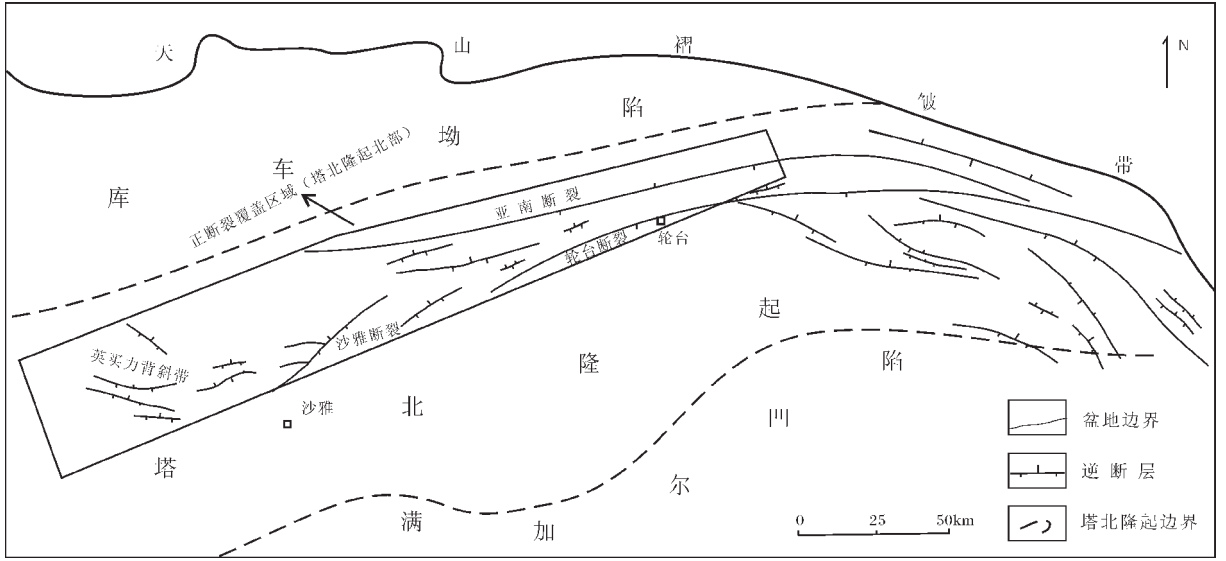 天山褶皱带
N
库车坳陷
正断裂覆盖区域(塔北隆起北部)
亚南断裂
轮台断裂
轮台
沙雅断裂
英买力背斜带
沙雅
塔北隆起
满加尔凹陷
盆地边界
逆断层
塔北隆起边界
0 25 50km